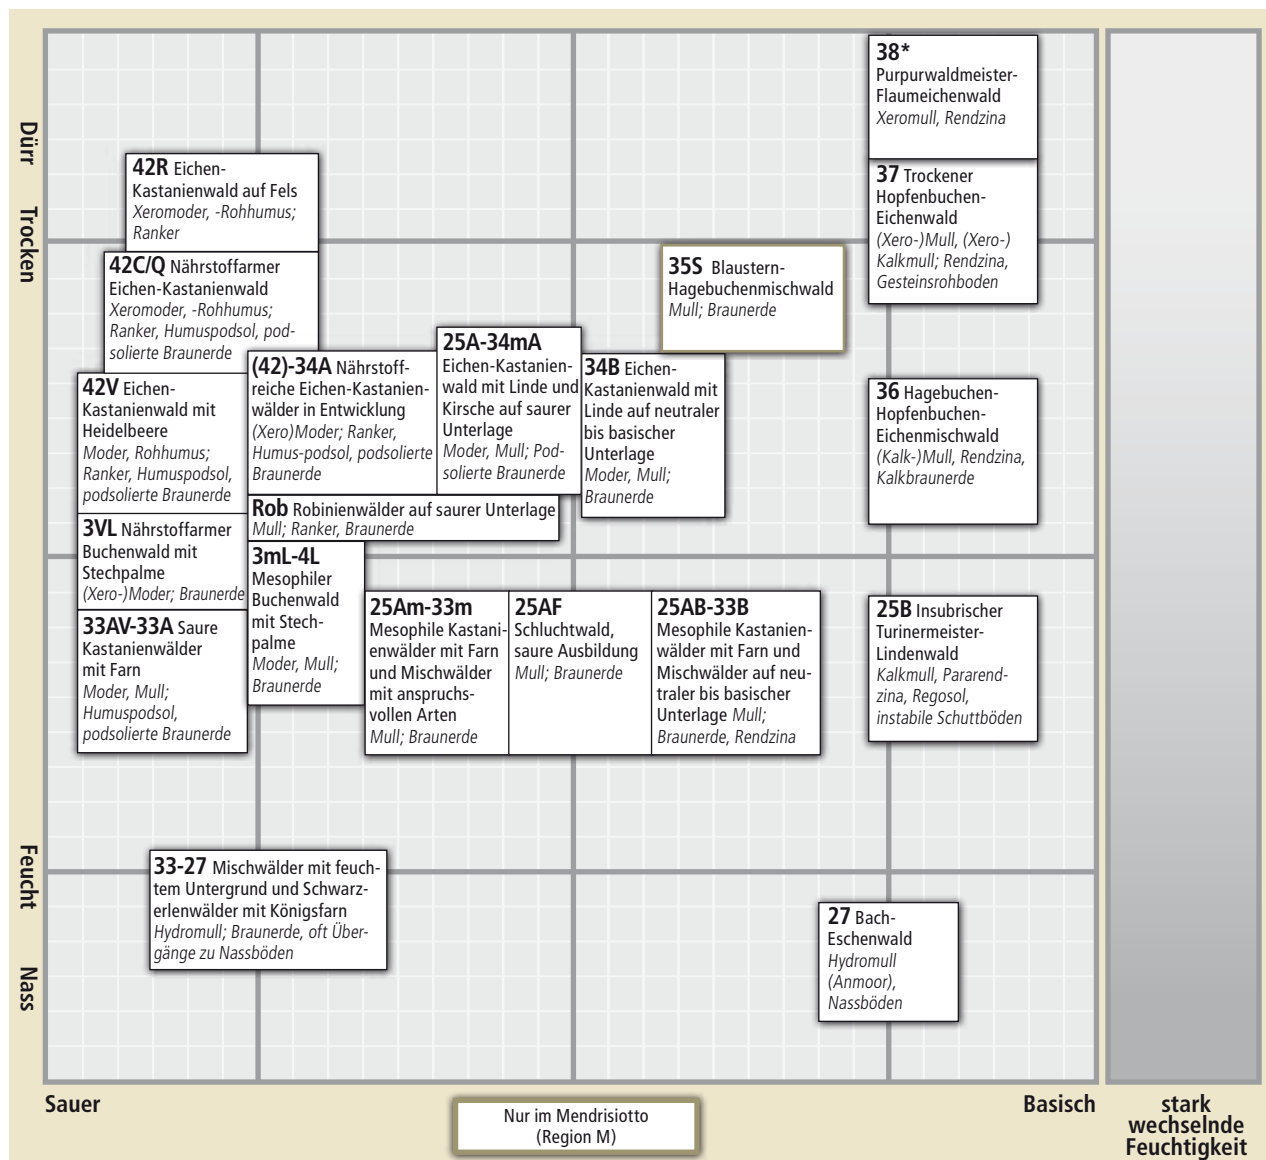 Dürr
Trocken
Feucht
Nass
38*
Purpurwaldmeister-
Flaumeichenwald
Xeromull, Rendzina
37 Trockener
Hopfenbuchen-
Eichenwald
(Xero-)Mull, (Xero-)
Kalkmull; Rendzina,
Gesteinsrohboden
42R Eichen-
Kastanienwald auf Fels
Xeromoder, -Rohhumus;
Ranker
42C/Q Nährstoffarmer
Eichen-Kastanienwald
Xeromoder, -Rohhumus;
Ranker, Humuspodsol, pod-
solierte Braunerde
35S Blaustern-
Hagebuchenmischwald
Mull; Braunerde
42V Eichen-
Kastanienwald mit
Heidelbeere
Moder, Rohhumus;
Ranker, Humuspodsol,
podsolierte Braunerde
(42)-34A Nährstoff-
reiche Eichen-Kastanien-
wälder in Entwicklung
(Xero)Moder; Ranker,
Humus-podsol, podsolierte
Braunerde
25A-34mA
Eichen-Kastanien-
wald mit Linde und
Kirsche auf saurer
Unterlage
Moder, Mull; Pod-
solierte Braunerde
34B Eichen-
Kastanienwald mit
Linde auf neutraler
bis basischer
Unterlage
Moder, Mull;
Braunerde
36 Hagebuchen-
Hopfenbuchen-
Eichenmischwald
(Kalk-)Mull, Rendzina,
Kalkbraunerde
Rob Robinienwälder auf saurer Unterlage
Mull; Ranker, Braunerde
3VL Nährstoffarmer
Buchenwald mit
Stechpalme
(Xero-)Moder; Braunerde
3mL-4L
Mesophiler
Buchenwald
mit Stech-
palme
Moder, Mull;
Braunerde
33AV-33A Saure
Kastanienwälder
mit Farn
Moder, Mull;
Humuspodsol,
podsolierte Braunerde
25Am-33m
Mesophile Kastani-
enwälder mit Farn
und Mischwälder
mit anspruchs-
vollen Arten
Mull; Braunerde
25AF
Schluchtwald,
saure Ausbildung
Mull; Braunerde
25AB-33B
Mesophile Kastanien-
wälder mit Farn und
Mischwälder auf neu-
traler bis basischer
Unterlage Mull;
Braunerde, Rendzina
25B Insubrischer
Turinermeister-
Lindenwald
Kalkmull, Pararend-
zina, Regosol,
instabile Schuttböden
33-27 Mischwälder mit feuch-
tem Untergrund und Schwarz-
erlenwälder mit Königsfarn
Hydromull; Braunerde, oft Über-
gänge zu Nassböden
27 Bach-
Eschenwald
Hydromull
(Anmoor),
Nassböden
Sauer
Basisch
Nur im Mendrisiotto
(Region M)
stark
wechselnde
Feuchtigkeit